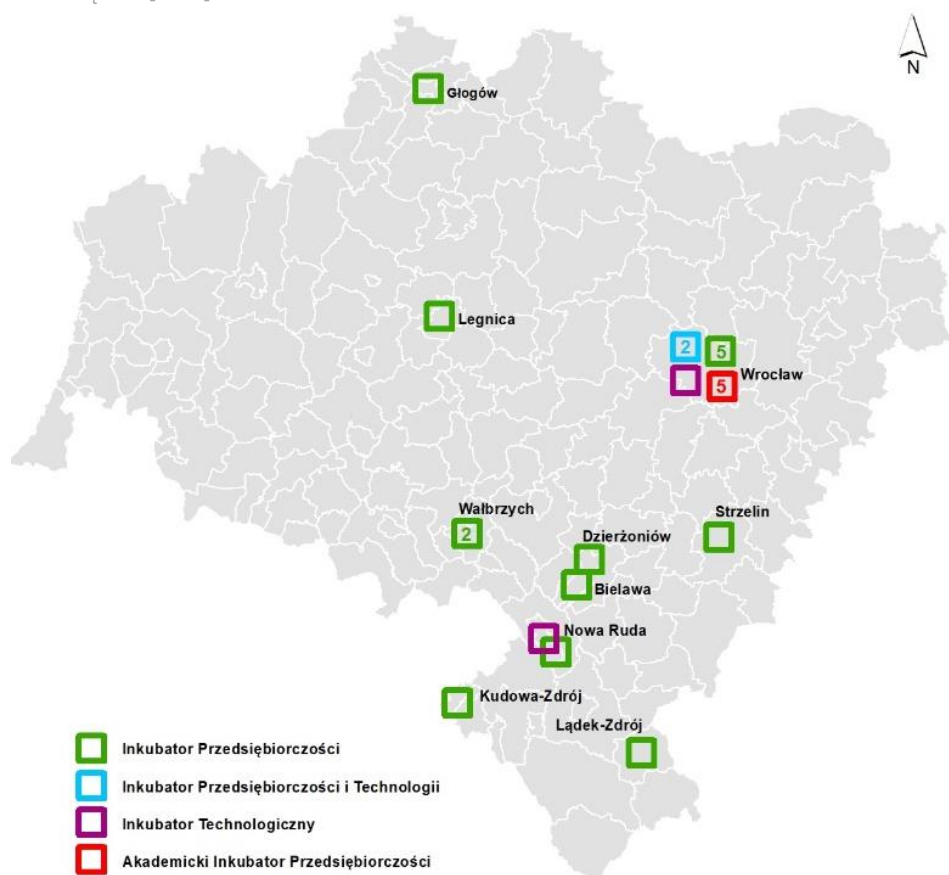 N
Głogów
Legnica
2
5
Wrocław
5
Wałbrzych
2
Strzelin
Dzierżoniów
Bielawa
Nowa Ruda
Kudowa-Zdrój
Lądek-Zdrój
Inkubator Przedsiębiorczości
Inkubator Przedsiębiorczości i Technologii
Inkubator Technologiczny
Akademicki Inkubator Przedsiębiorczości